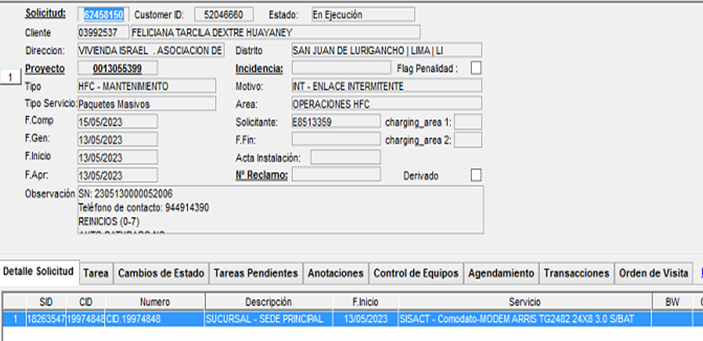 Solicitud: 62458150 Customer ID: 52046660 Estado: En Ejecución
Cliente 03992537 FELICIANA TARCILA DEXTRE HUAYANEY
Direccion: VIVIENDA ISRAEL . ASOCIACION DE Distrito SAN JUAN DE LURIGANCHO | LIMA | LI
Proyecto 0013055399 Incidencia: Flag Penalidad :
1
Tipo HFC - MANTENIMIENTO Motivo: INT - ENLACE INTERMITENTE
Tipo Servicio: Paquetes Masivos Area: OPERACIONES HFC
F.Comp 15/05/2023 Solicitante: E8513359 charging_area 1:
F.Gen: 13/05/2023 F.Fin: charging_area 2:
F.Inicio 13/05/2023 Acta Instalación:
F.Apr: 13/05/2023 Nº Reclamo: Derivado
Observación SN: 2305130000052006
Teléfono de contacto: 944914390
REINICIOS (0-7)
Detalle Solicitud Tarea Cambios de Estado Tareas Pendientes Anotaciones Control de Equipos Agendamiento Transacciones Orden de Visita
SID CID Numero Descripción F.Inicio Servicio BW
1 18263547 19974848 CID.19974848 SUCURSAL - SEDE PRINCIPAL 13/05/2023 SISACT - Comodato-MODEM ARRIS TG2482 24X8 3.0 S/BAT